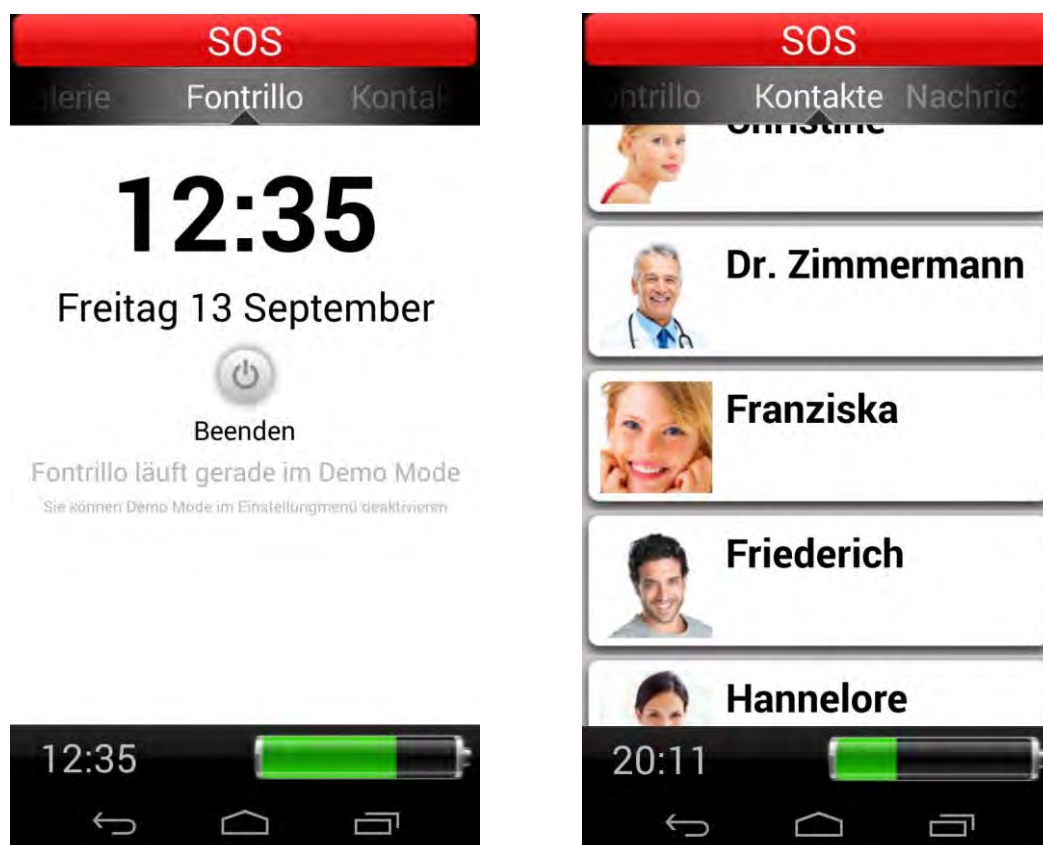 SOS
Fontrillo
12:35
Freitag 13 September
Beenden
Fontrillo läuft gerade im Demo Mode
Sie können Demo Mode im Einstellungmenü deaktivieren
12:35
SOS
Kontakte
Christine
Dr. Zimmermann
Franziska
Friederich
Hannelore
20:11